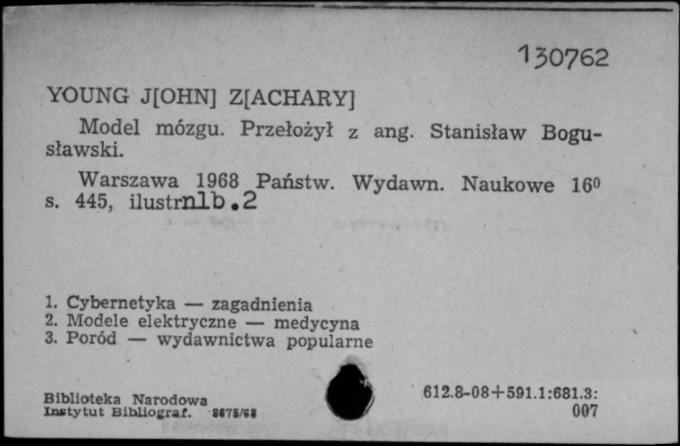 130762
YOUNG J[OHN] Z[ACHARY]
Model mózgu. Przełożył z ang. Stanisław Bogu-
sławski.
Warszawa 1968 Państw. Wydawn. Naukowe 16⁰
s. 445, ilustrnlb.2
1. Cybernetyka — zagadnienia
2. Modele elektryczne — medycyna
3. Poród — wydawnictwa popularne
Biblioteka Narodowa
Instytut Bibliograf. 8675/68
612.8-08+591.1:681.3:
007